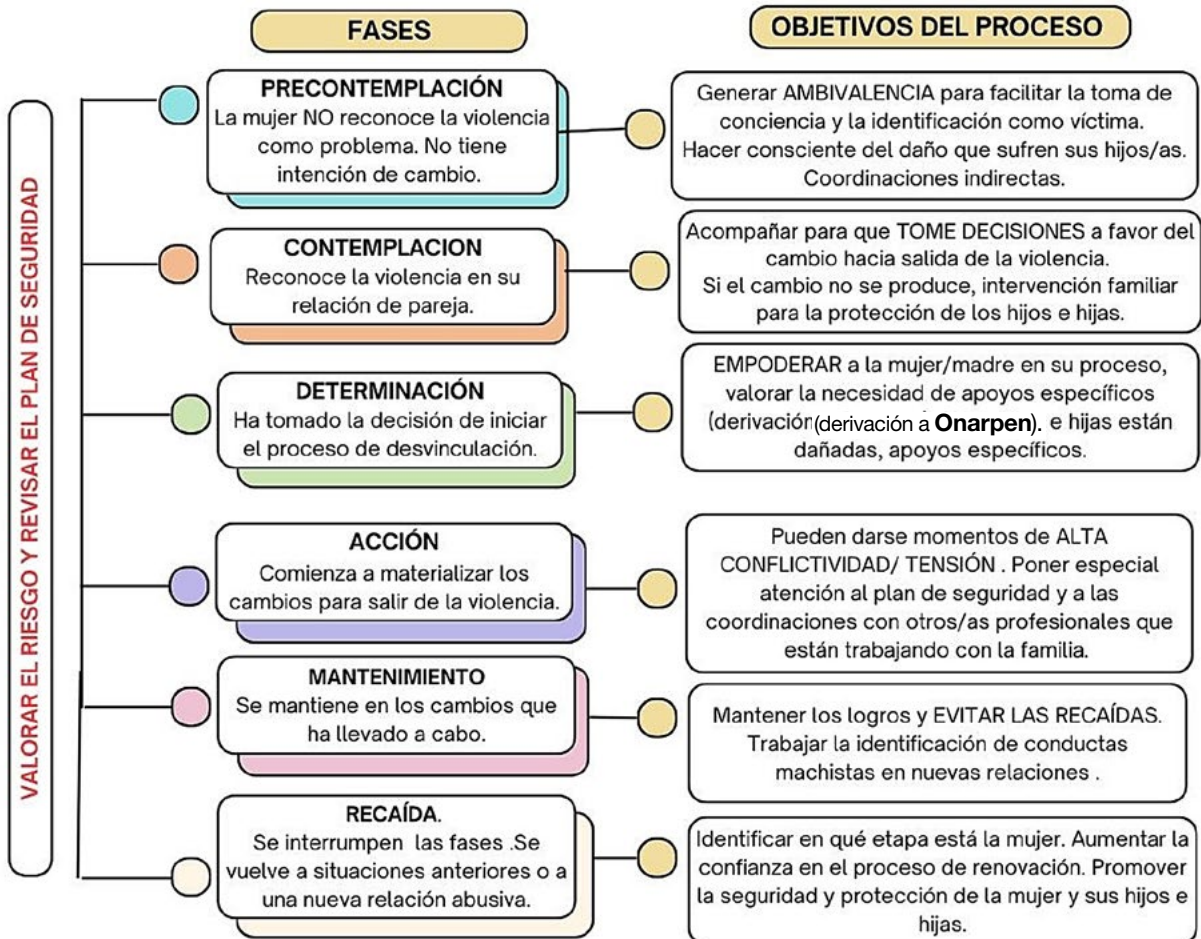 FASES
OBJETIVOS DEL PROCESO
VALORAR EL RIESGO Y REVISAR EL PLAN DE SEGURIDAD
PRECONTEMPLACIÓN
La mujer NO reconoce la violencia
como problema. No tiene
intención de cambio.
Generar AMBIVALENCIA para facilitar la toma de
conciencia y la identificación como víctima.
Hacer consciente del daño que sufren sus hijos/as.
Coordinaciones indirectas.
CONTEMPLACION
Reconoce la violencia en su
relación de pareja.
Acompañar para que TOME DECISIONES a favor del
cambio hacia salida de la violencia.
Si el cambio no se produce, intervención familiar
para la protección de los hijos e hijas.
DETERMINACIÓN
Ha tomado la decisión de iniciar
el proceso de desvinculación.
EMPODERAR a la mujer/madre en su proceso,
valorar la necesidad de apoyos específicos
(derivación (derivación a Onarpen). e hijas están
dañadas, apoyos específicos.
ACCIÓN
Comienza a materializar los
cambios para salir de la violencia.
Pueden darse momentos de ALTA
CONFLICTIVIDAD/ TENSIÓN . Poner especial
atención al plan de seguridad y a las
coordinaciones con otros/as profesionales que
están trabajando con la familia.
MANTENIMIENTO
Se mantiene en los cambios que
ha llevado a cabo.
Mantener los logros y EVITAR LAS RECAÍDAS.
Trabajar la identificación de conductas
machistas en nuevas relaciones .
RECAÍDA.
Se interrumpen las fases .Se
vuelve a situaciones anteriores o a
una nueva relación abusiva.
Identificar en qué etapa está la mujer. Aumentar la
confianza en el proceso de renovación. Promover
la seguridad y protección de la mujer y sus hijos e
hijas.